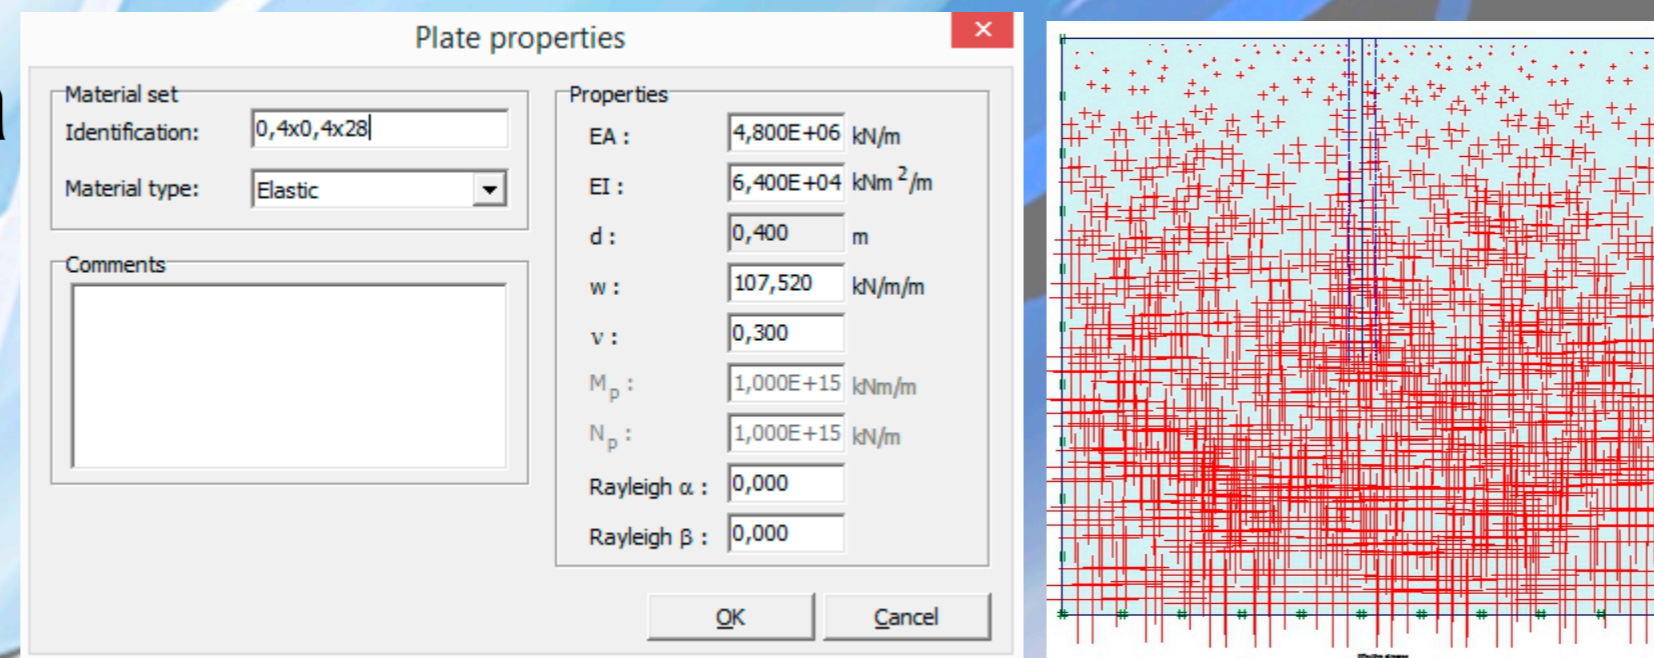 Plate properties
Material set
Identification: 0,4x0,4x28
Material type: Elastic
Comments
Properties
EA : 4,800E+06 kN/m
EI : 6,400E+04 kNm²/m
d : 0,400 m
w : 107,520 kN/m/m
ν : 0,300
Mp : 1,000E+15 kNm/m
Np : 1,000E+15 kN/m
Rayleigh α : 0,000
Rayleigh β : 0,000
OK Cancel